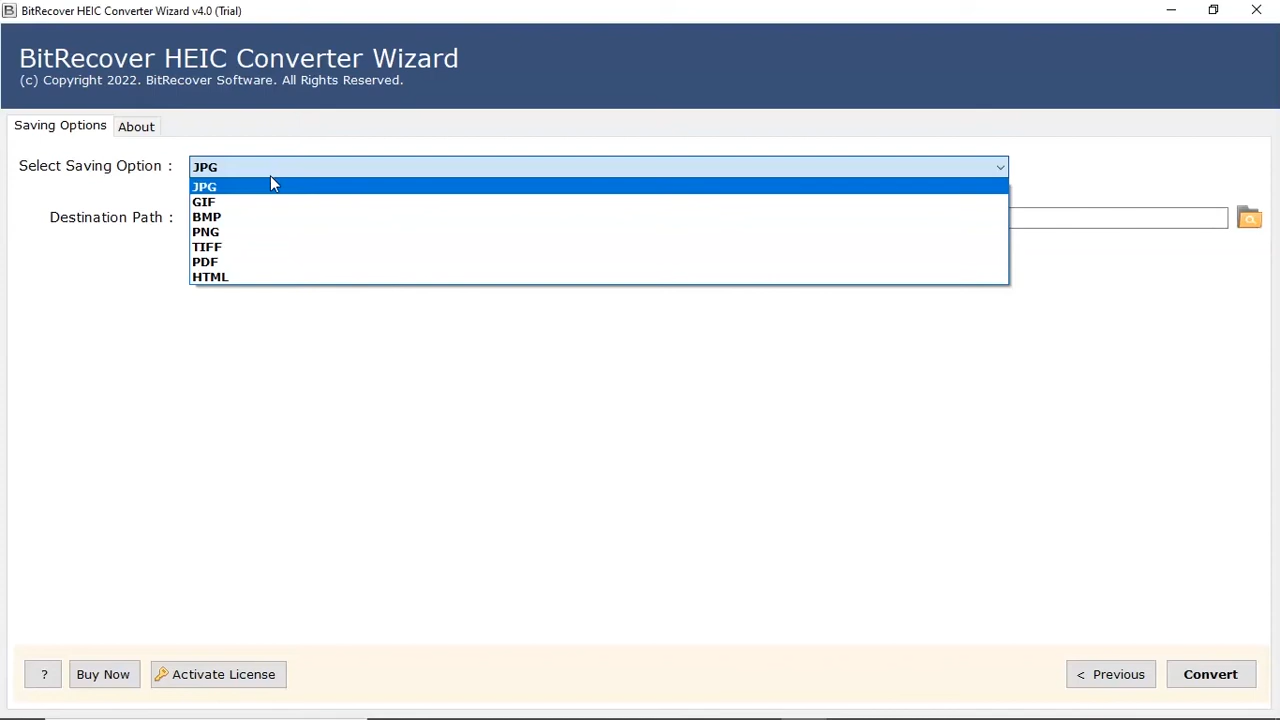 BitRecover HEIC Converter Wizard v4.0 (Trial)
BitRecover HEIC Converter Wizard
(c) Copyright 2022. BitRecover Software. All Rights Reserved.
Saving Options
About
Select Saving Option :
JPG
JPG
GIF
Destination Path :
BMP
PNG
TIFF
PDF
HTML
?
Buy Now
Activate License
< Previous
Convert